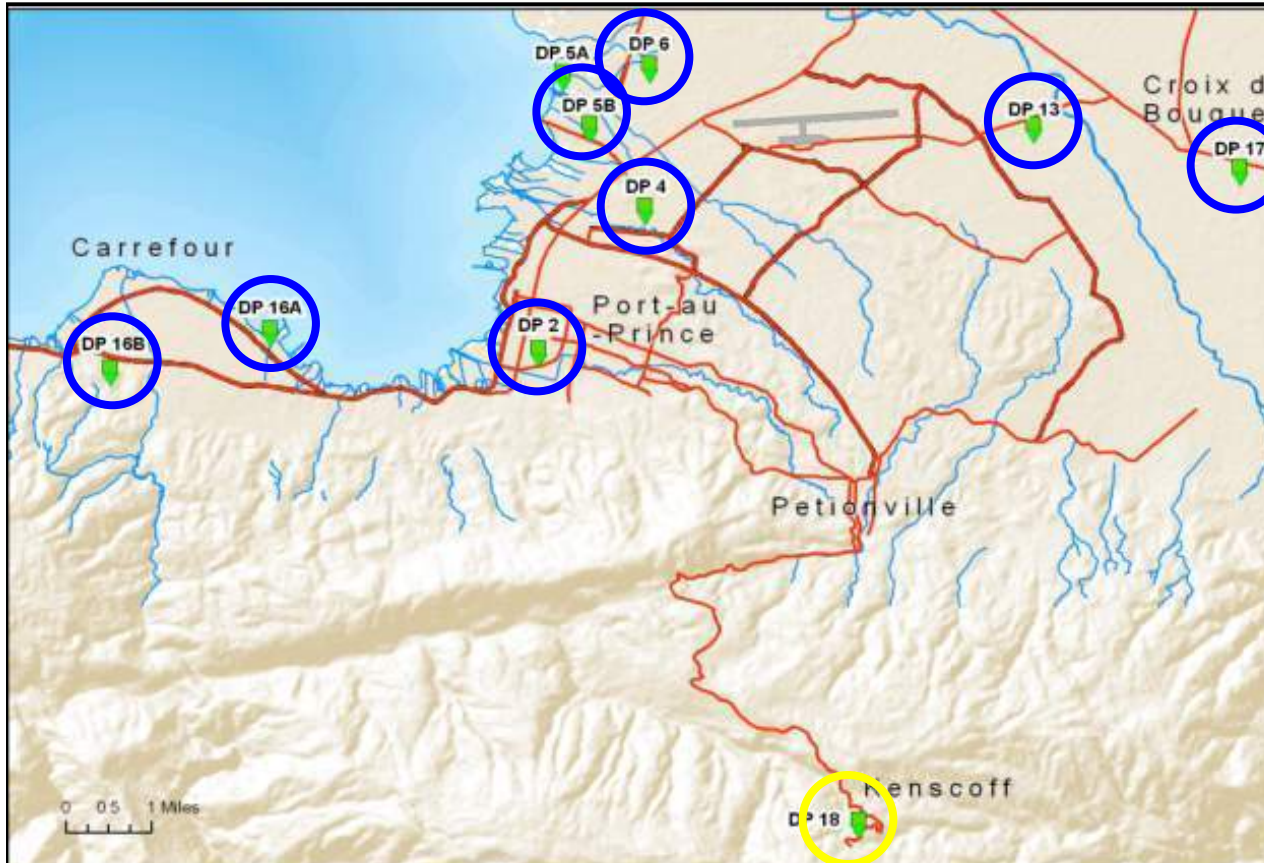 DP 6
DP 5A
DP 5B
DP 13
Croix d
Bouque
DP 17
DP 4
Carrefour
DP 16A
DP 16B
DP 2
Port-au
-Prince
Petionville
Kenscoff
DP 18
0 0.5 1 Miles